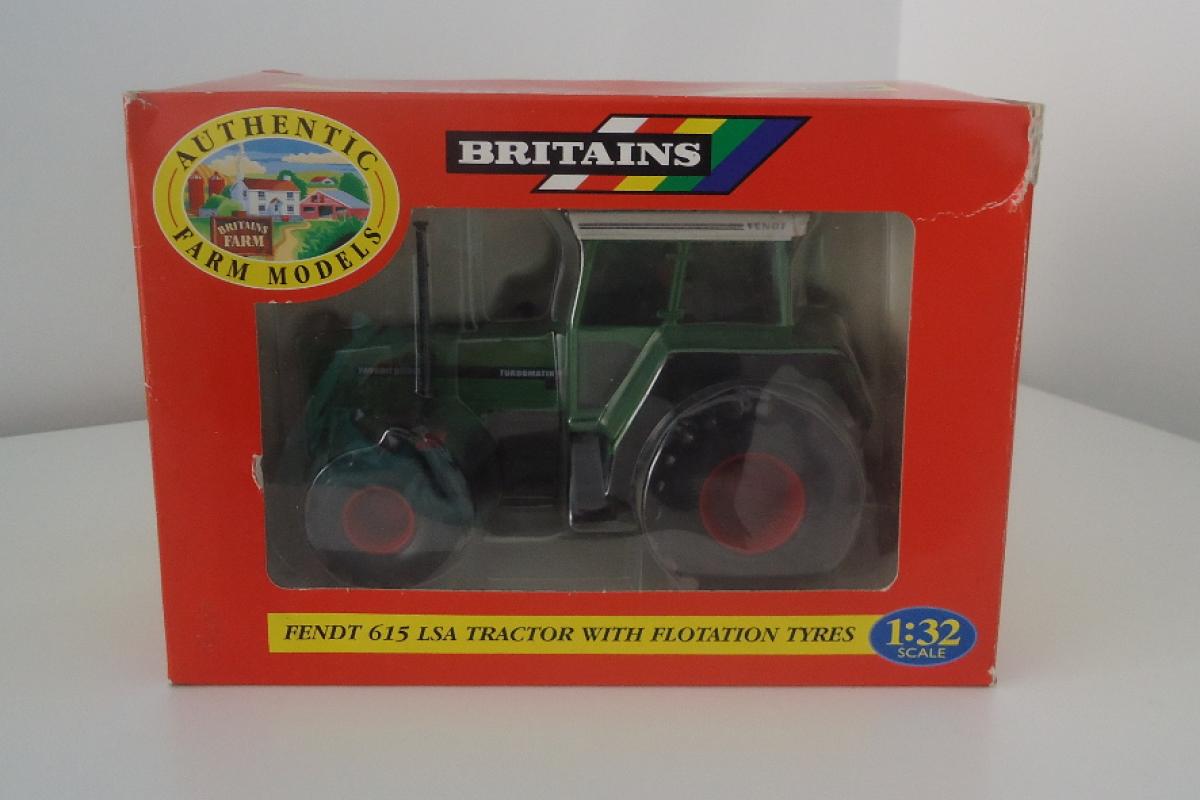 AUTHENTIC
FARM MODELS
BRITAINS
FARM
BRITAINS
FENDT
TURBOMATIK
FENDT 615 LSA TRACTOR WITH FLOTATION TYRES
1:32
SCALE